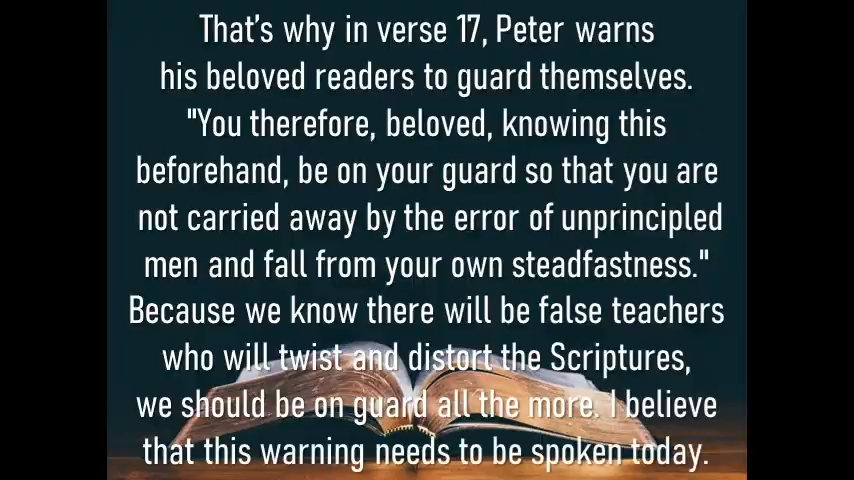 That's why in verse 17, Peter warns
his beloved readers to guard themselves.
"You therefore, beloved, knowing this
beforehand, be on your guard so that you are
not carried away by the error of unprincipled
men and fall from your own steadfastness."
Because we know there will be false teachers
who will twist and distort the Scriptures,
we should be on guard all the more. I believe
that this warning needs to be spoken today.